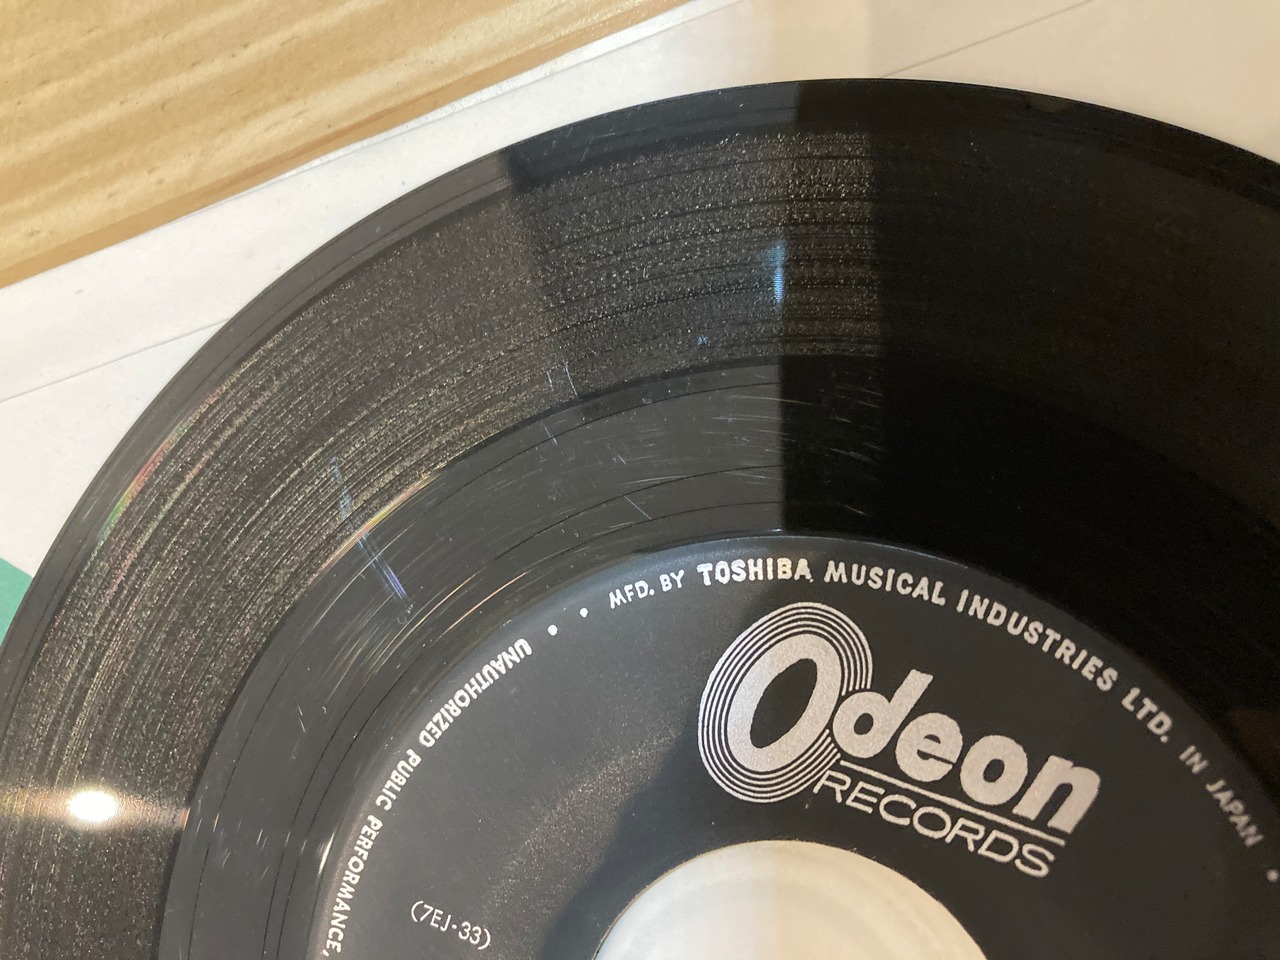 UNAUTHORIZED PUBLIC PERFORMANCE,
• • MFD. BY TOSHIBA MUSICAL INDUSTRIES LTD. IN JAPAN •
Odeon
RECORDS
(7EJ-33)